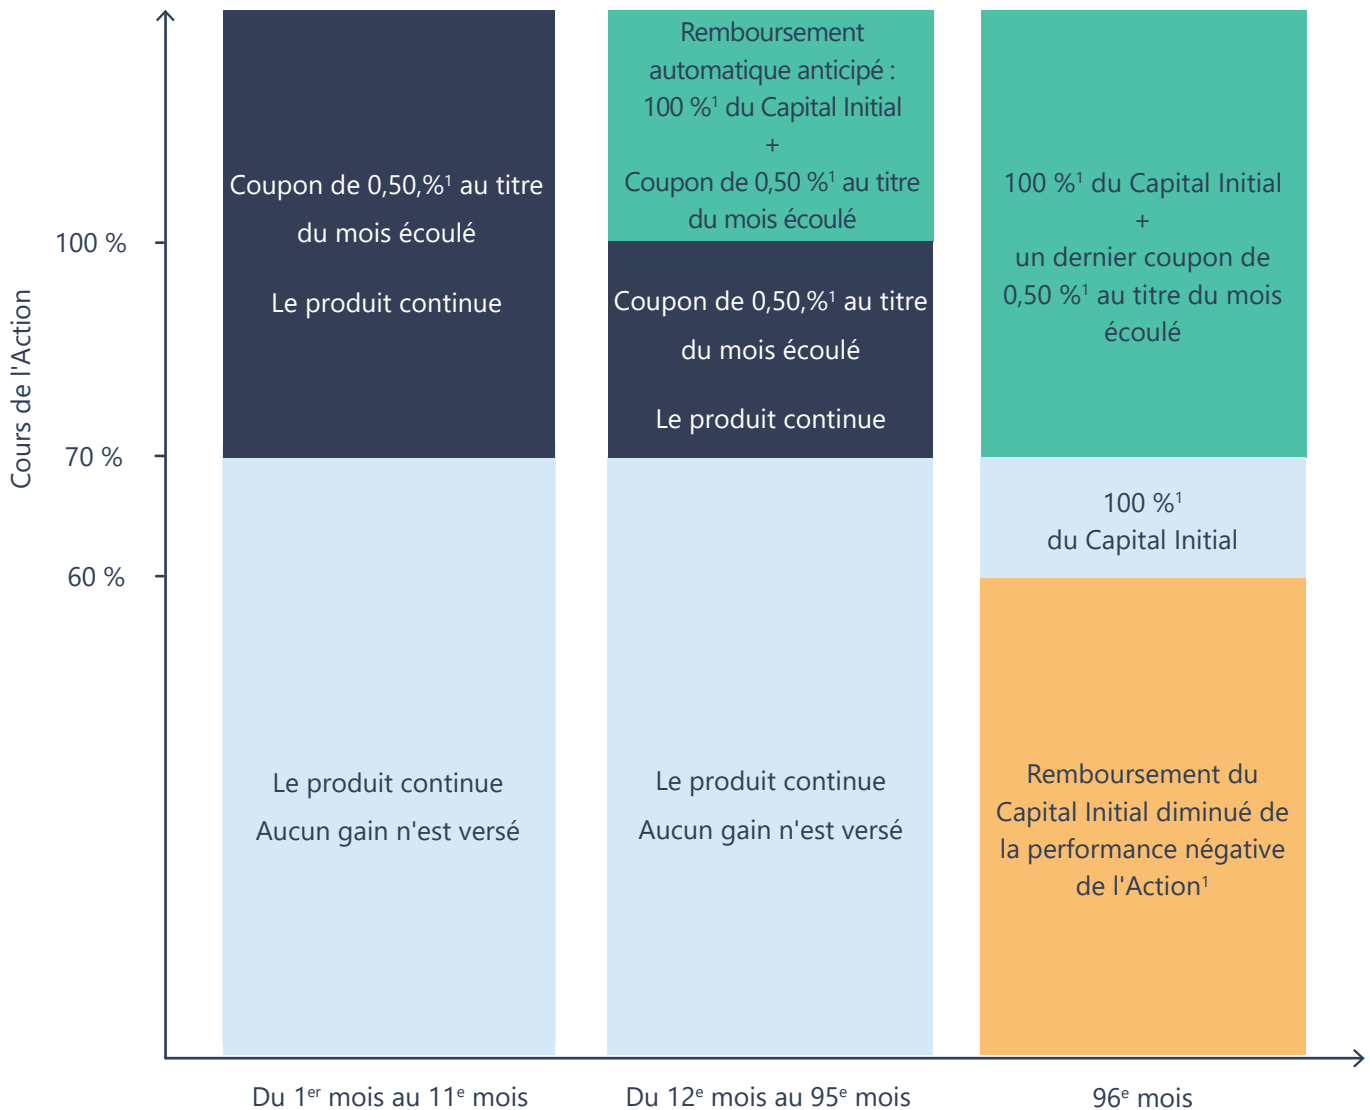 Cours de l'Action
100 %
70 %
60 %
Coupon de 0,50,%¹ au titre
du mois écoulé
Le produit continue
Le produit continue
Aucun gain n'est versé
Du 1er mois au 11e mois
Remboursement
automatique anticipé :
100 %¹ du Capital Initial
+
Coupon de 0,50 %¹ au titre
du mois écoulé
Coupon de 0,50,%¹ au titre
du mois écoulé
Le produit continue
Le produit continue
Aucun gain n'est versé
Du 12e mois au 95e mois
100 %¹ du Capital Initial
+
un dernier coupon de
0,50 %¹ au titre du mois
écoulé
100 %¹
du Capital Initial
Remboursement du
Capital Initial diminué de
la performance négative
de l'Action¹
96e mois